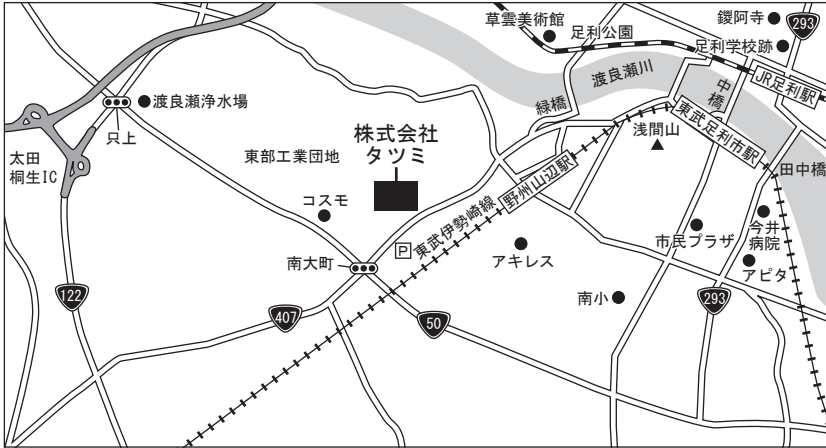 草雲美術館
足利公園
鑁阿寺
293
足利学校跡
JR足利駅
渡良瀬川
中橋
緑橋
渡良瀬浄水場
只上
太田
桐生IC
東部工業団地
株式会社
タツミ
コスモ
野州山辺駅
浅間山
東武足利市駅
田中橋
東武伊勢崎線
P
アキレス
市民プラザ
今井
病院
アピタ
南大町
南小
122
407
50
293